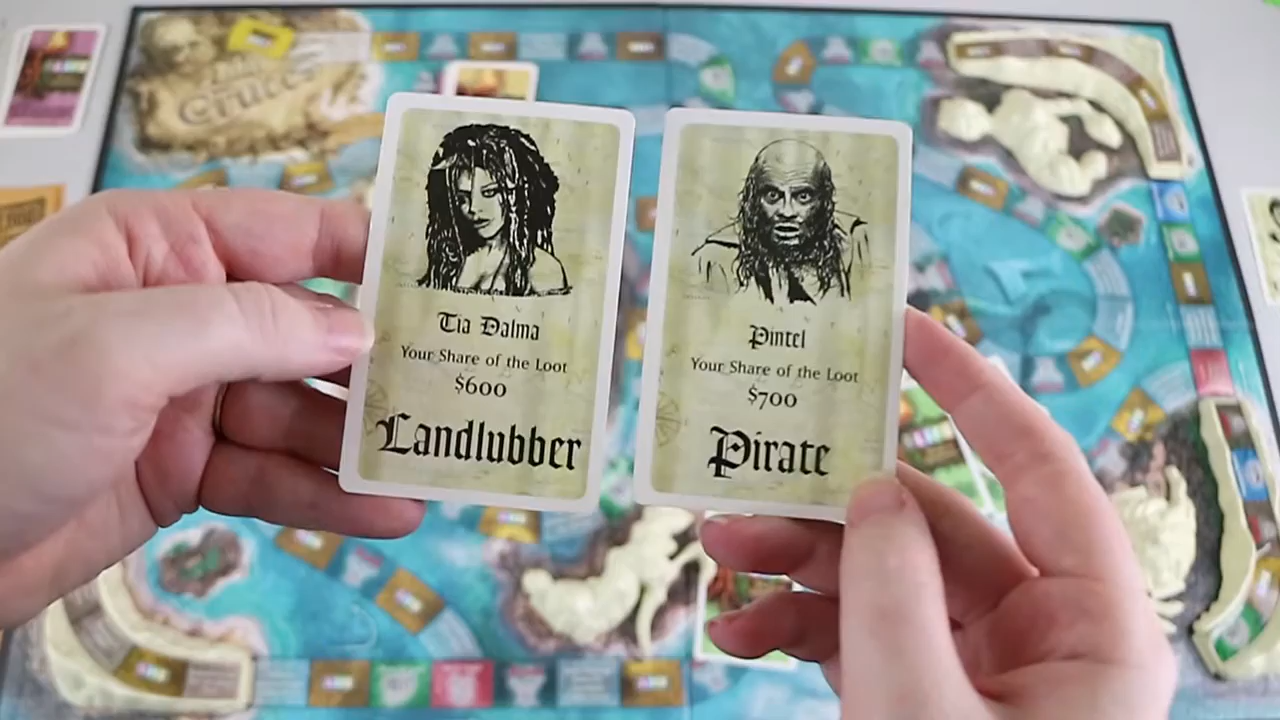 Tia Dalma
Your Share of the Loot
$600
Landlubber
Pintel
Your Share of the Loot
$700
Pirate